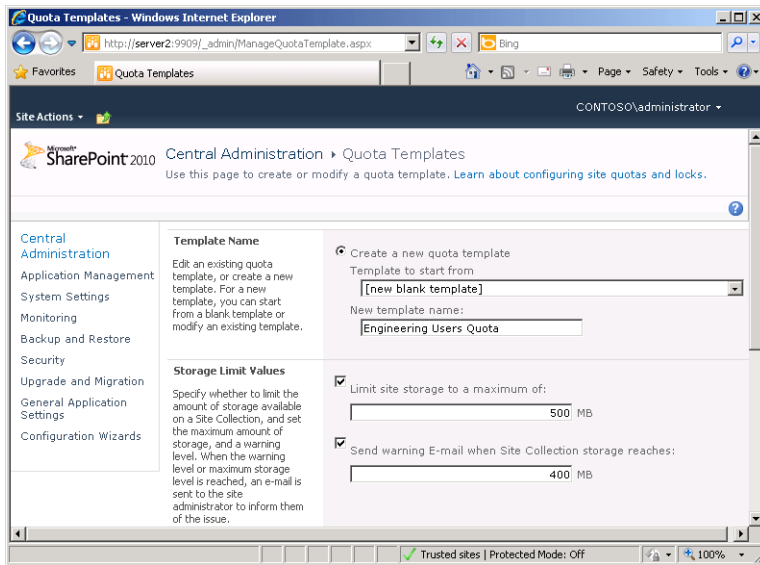 Quota Templates - Windows Internet Explorer
http://server2:9909/_admin/ManageQuotaTemplate.aspx
Bing
Favorites
Quota Templates
Page
Safety
Tools
CONTOSO\administrator
Site Actions
Microsoft
SharePoint 2010
Central Administration
Quota Templates
Use this page to create or modify a quota template. Learn about configuring site quotas and locks.
Central
Administration
Application Management
System Settings
Monitoring
Backup and Restore
Security
Upgrade and Migration
General Application
Settings
Configuration Wizards
Template Name
Edit an existing quota
template, or create a new
template. For a new
template, you can start
from a blank template or
modify an existing template.
Create a new quota template
Template to start from
[new blank template]
New template name:
Engineering Users Quota
Storage Limit Values
Specify whether to limit the
amount of storage available
on a Site Collection, and set
the maximum amount of
storage, and a warning
level. When the warning
level or maximum storage
level is reached, an e-mail is
sent to the site
administrator to inform them
of the issue.
Limit site storage to a maximum of:
500 MB
Send warning E-mail when Site Collection storage reaches:
400 MB
Trusted sites | Protected Mode: Off
100%